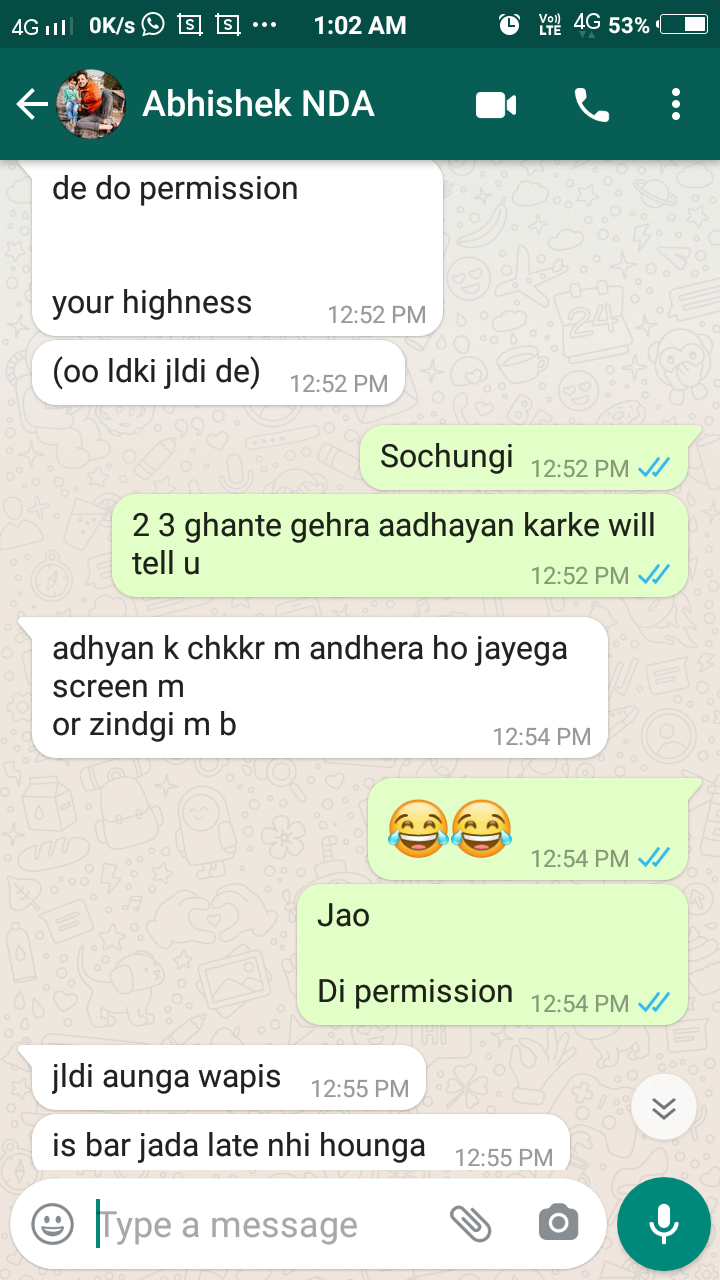 4G 0K/s S S 1:02 AM Vo)) LTE 4G 53%
Abhishek NDA
de do permission
your highness 12:52 PM
(oo ldki jldi de) 12:52 PM
Sochungi 12:52 PM
2 3 ghante gehra aadhayan karke will
tell u
12:52 PM
adhyan k chkkr m andhera ho jayega
screen m
or zindgi m b
12:54 PM
😂😂 12:54 PM
Jao
Di permission 12:54 PM
jldi aunga wapis 12:55 PM
is bar jada late nhi hounga 12:55 PM
Type a message